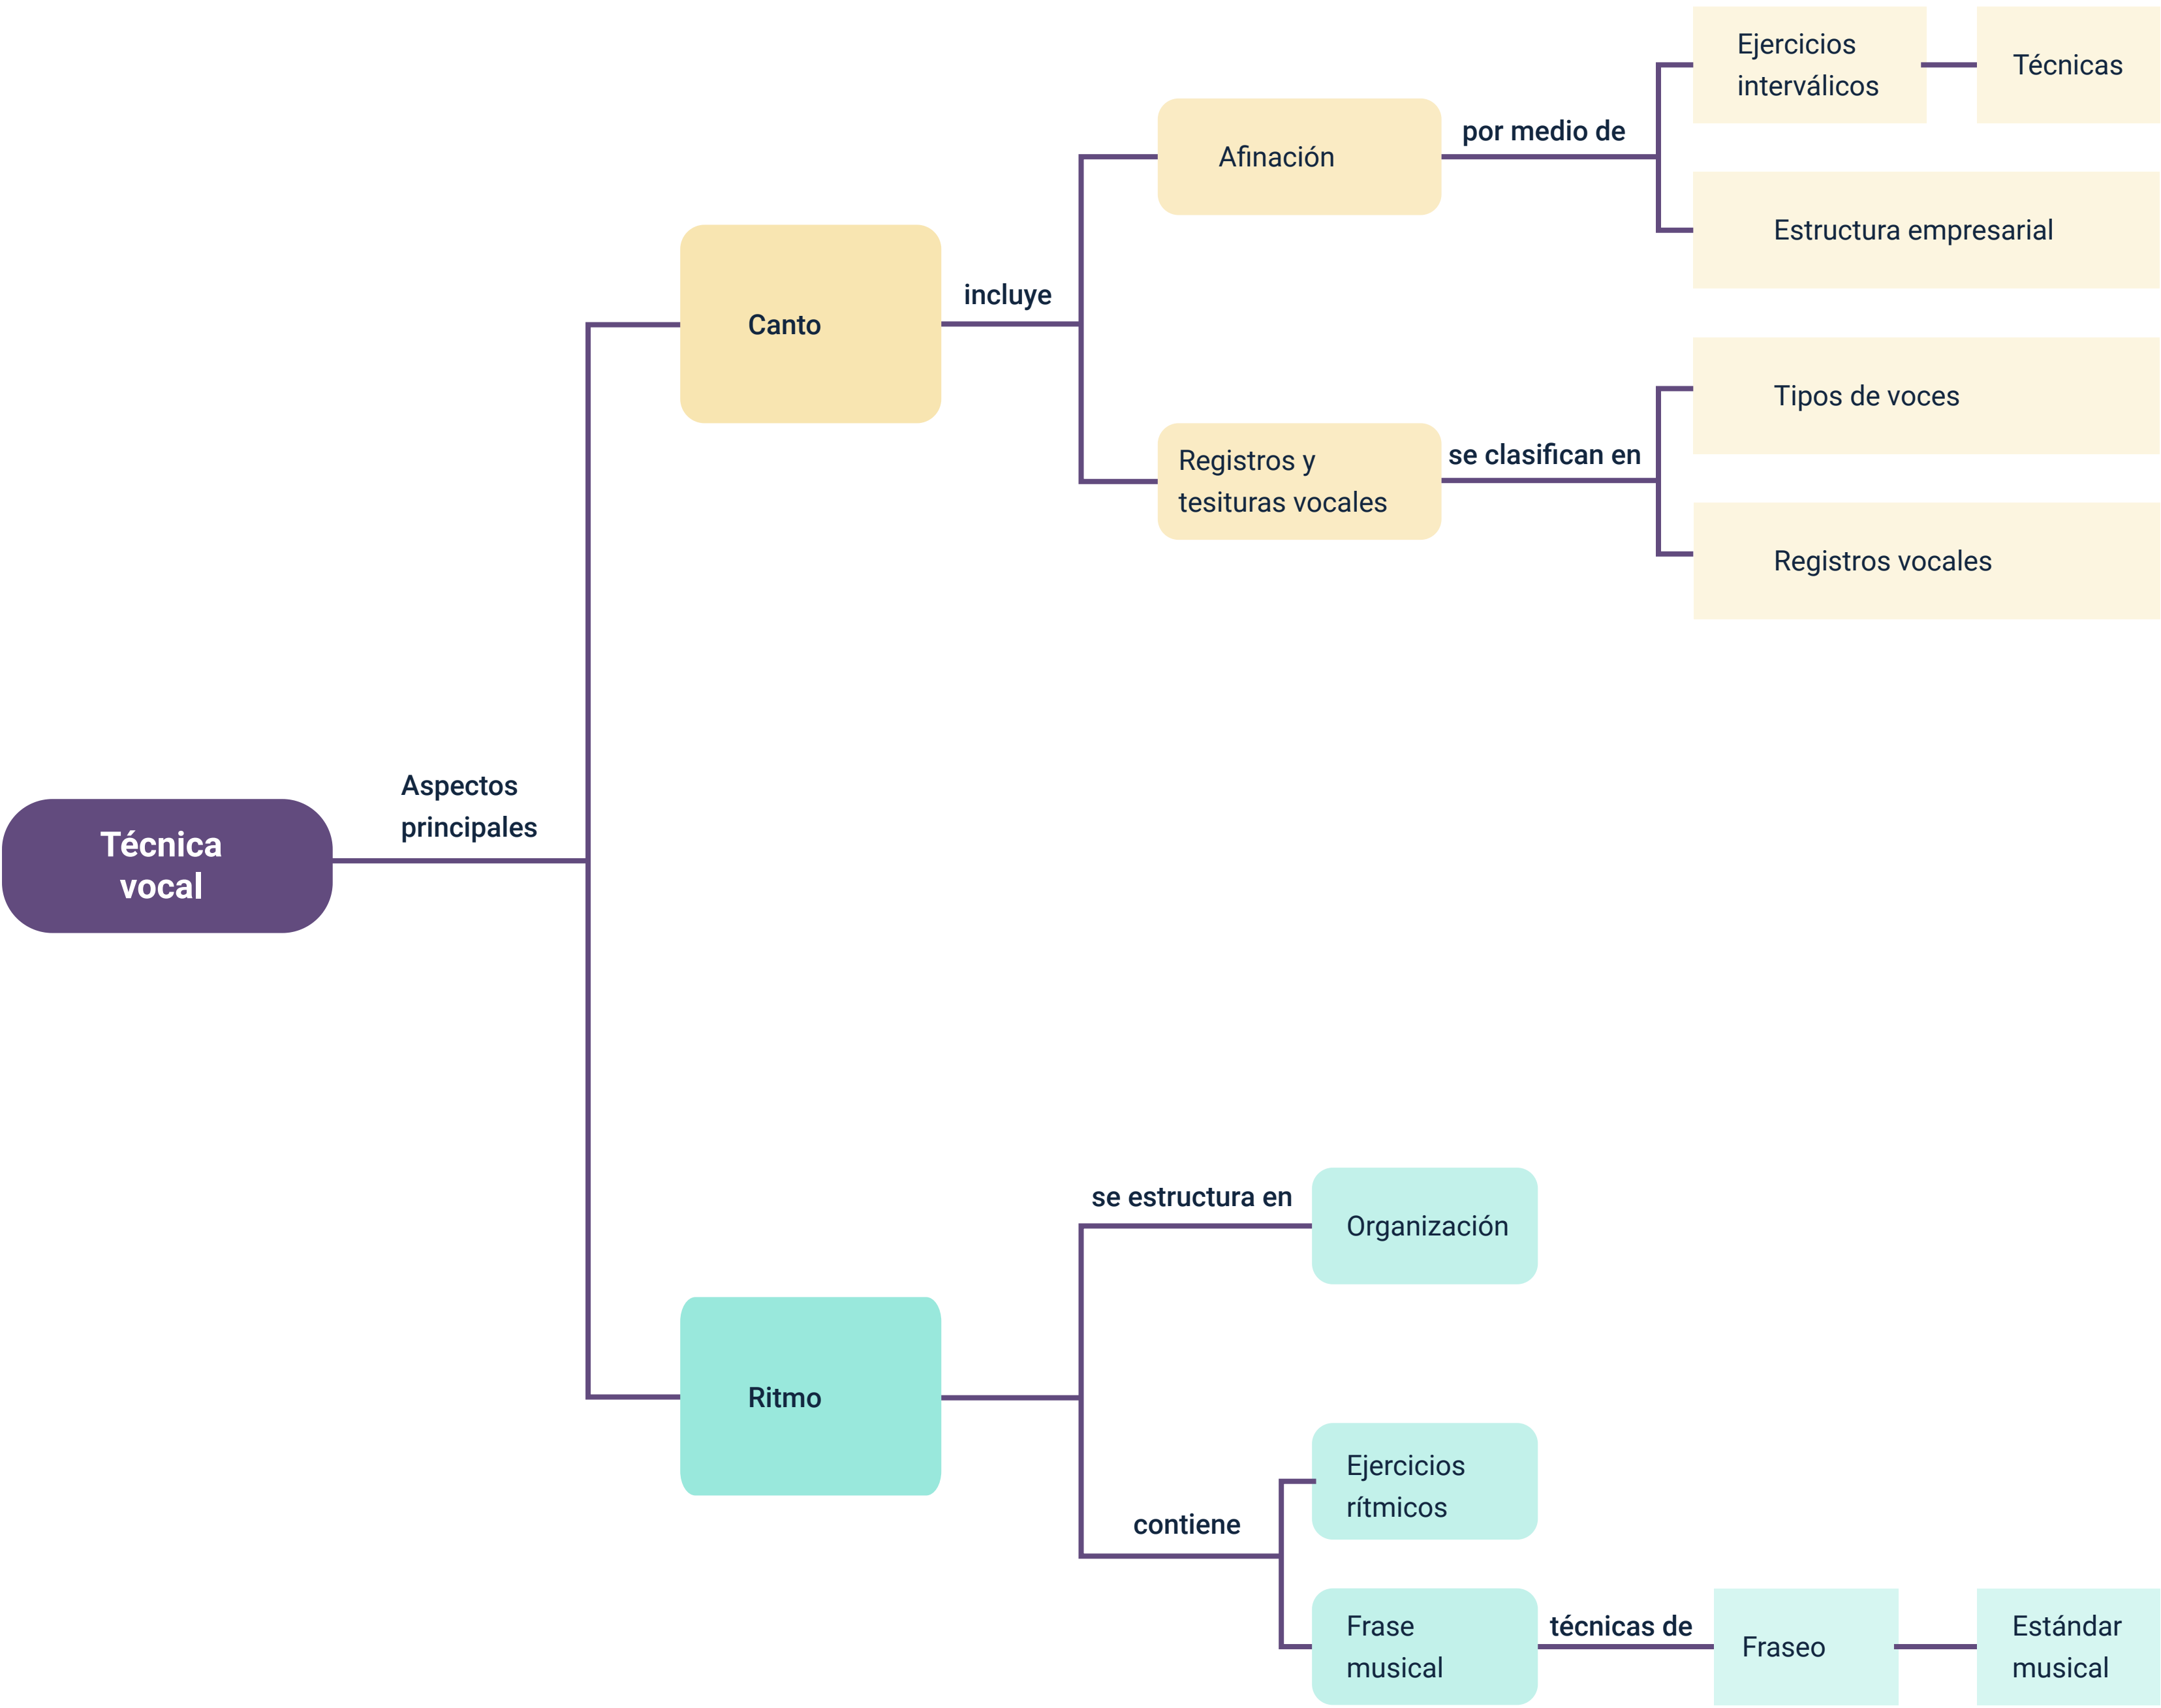 Técnica
vocal
Aspectos
principales
Canto
incluye
Afinación
por medio de
Ejercicios
interválicos
Técnicas
Estructura empresarial
Registros y
tesituras vocales
se clasifican en
Tipos de voces
Registros vocales
Ritmo
se estructura en
Organización
contiene
Ejercicios
rítmicos
Frase
musical
técnicas de
Fraseo
Estándar
musical